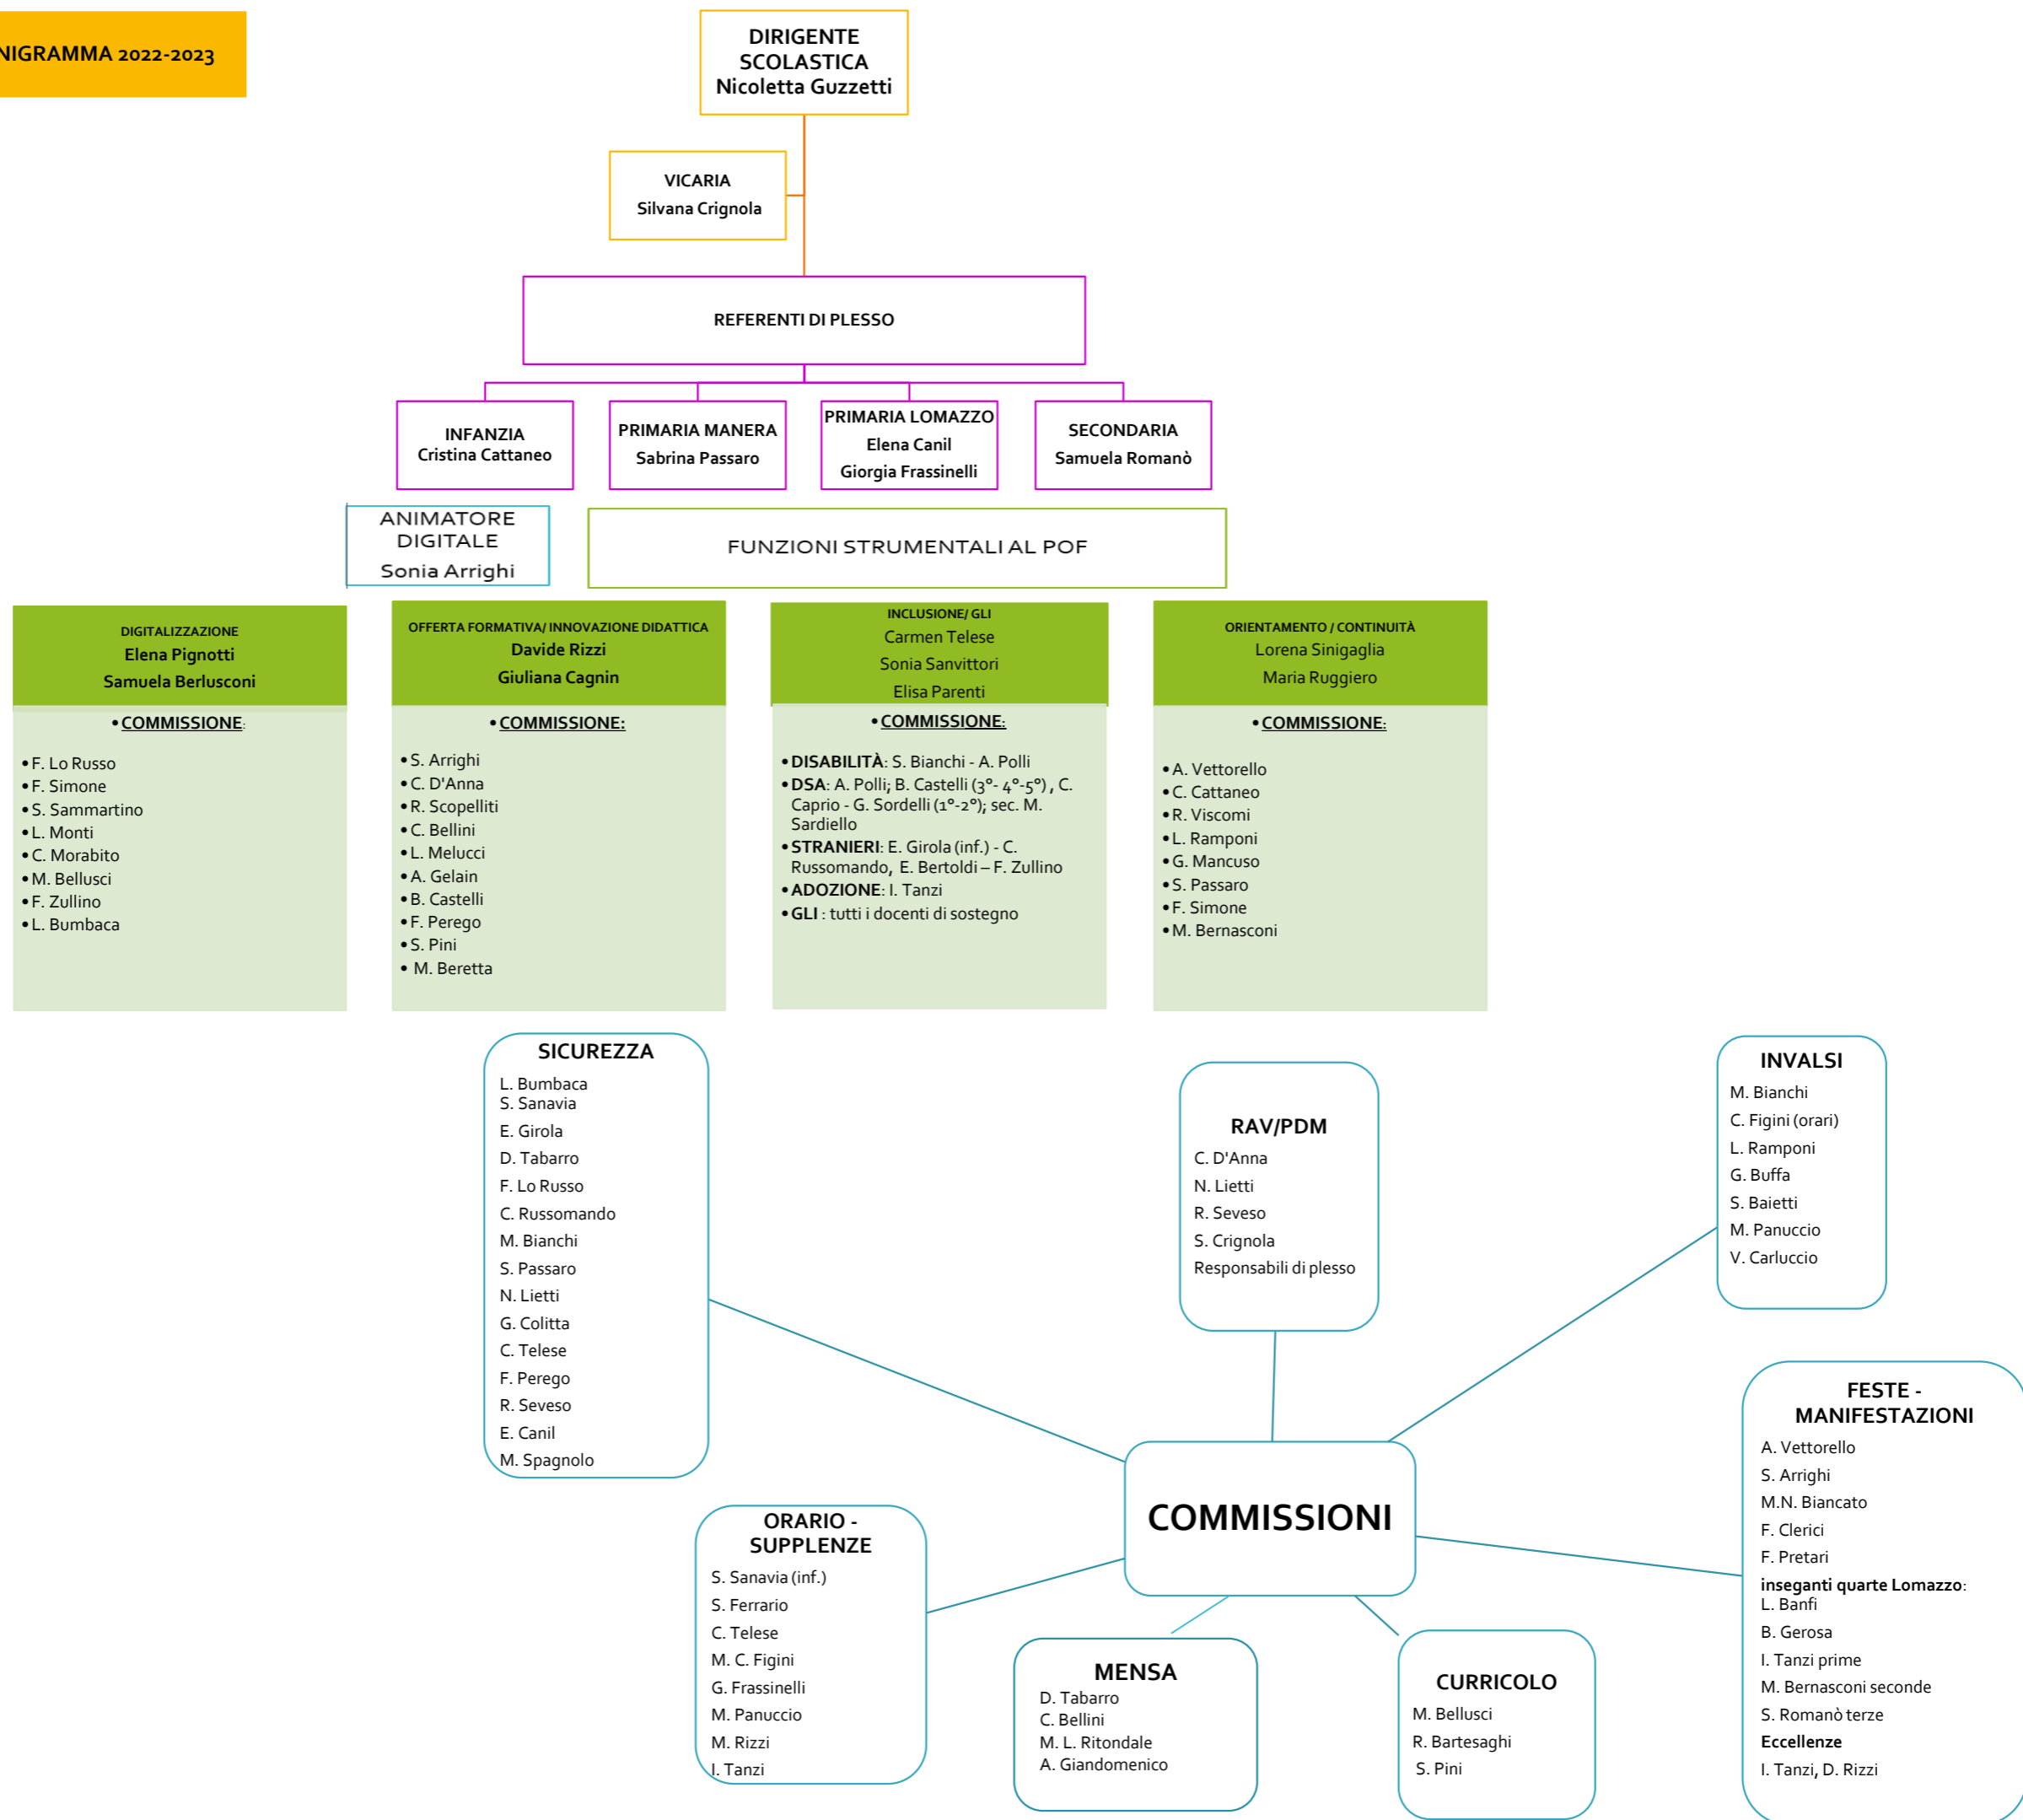 NIGRAMMA 2022-2023
DIRIGENTE
SCOLASTICA
Nicoletta Guzzetti
VICARIA
Silvana Crignola
REFERENTI DI PLESSO
INFANZIA
Cristina Cattaneo
PRIMARIA MANERA
Sabrina Passaro
PRIMARIA LOMAZZO
Elena Canil
Giorgia Frassinelli
SECONDARIA
Samuela Romanò
ANIMATORE
DIGITALE
Sonia Arrighi
FUNZIONI STRUMENTALI AL POF
DIGITALIZZAZIONE
Elena Pignotti
Samuela Berlusconi
• COMMISSIONE:
• F. Lo Russo
• F. Simone
• S. Sammartino
• L. Monti
• C. Morabito
• M. Bellusci
• F. Zullino
• L. Bumbaca
OFFERTA FORMATIVA/ INNOVAZIONE DIDATTICA
Davide Rizzi
Giuliana Cagnin
• COMMISSIONE:
• S. Arrighi
• C. D'Anna
• R. Scopelliti
• C. Bellini
• L. Melucci
• A. Gelain
• B. Castelli
• F. Perego
• S. Pini
• M. Beretta
INCLUSIONE/ GLI
Carmen Telese
Sonia Sanvittori
Elisa Parenti
• COMMISSIONE:
• DISABILITÀ: S. Bianchi - A. Polli
• DSA: A. Polli; B. Castelli (3°- 4°-5°) , C.
Caprio - G. Sordelli (1°-2°); sec. M.
Sardiello
• STRANIERI: E. Girola (inf.) - C.
Russomando, E. Bertoldi – F. Zullino
• ADOZIONE: I. Tanzi
• GLI : tutti i docenti di sostegno
ORIENTAMENTO / CONTINUITÀ
Lorena Sinigaglia
Maria Ruggiero
• COMMISSIONE:
• A. Vettorello
• C. Cattaneo
• R. Viscomi
• L. Ramponi
• G. Mancuso
• S. Passaro
• F. Simone
• M. Bernasconi
SICUREZZA
L. Bumbaca
S. Sanavia
E. Girola
D. Tabarro
F. Lo Russo
C. Russomando
M. Bianchi
S. Passaro
N. Lietti
G. Colitta
C. Telese
F. Perego
R. Seveso
E. Canil
M. Spagnolo
RAV/PDM
C. D'Anna
N. Lietti
R. Seveso
S. Crignola
Responsabili di plesso
INVALSI
M. Bianchi
C. Figini (orari)
L. Ramponi
G. Buffa
S. Baietti
M. Panuccio
V. Carluccio
FESTE -
MANIFESTAZIONI
A. Vettorello
S. Arrighi
M.N. Biancato
F. Clerici
F. Pretari
inseganti quarte Lomazzo:
L. Banfi
B. Gerosa
I. Tanzi prime
M. Bernasconi seconde
S. Romanò terze
Eccellenze
I. Tanzi, D. Rizzi
COMMISSIONI
ORARIO -
SUPPLENZE
S. Sanavia (inf.)
S. Ferrario
C. Telese
M. C. Figini
G. Frassinelli
M. Panuccio
M. Rizzi
I. Tanzi
MENSA
D. Tabarro
C. Bellini
M. L. Ritondale
A. Giandomenico
CURRICOLO
M. Bellusci
R. Bartesaghi
S. Pini